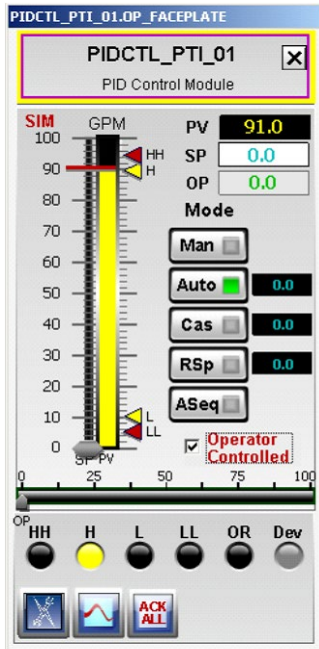 PIDCTL_PTI_01.OP_FACEPLATE
PIDCTL_PTI_01
PID Control Module
SIM GPM PV 91.0
100
HH SP 0.0
90 H
OP 0.0
80
Mode
70
Man
60
Auto 0.0
50
40 Cas 0.0
30 RSp 0.0
20
ASeq
10 L
LL
0 Operator
Controlled
SP PV
0 25 50 75 100
OP
HH H L LL OR Dev
ACK
ALL